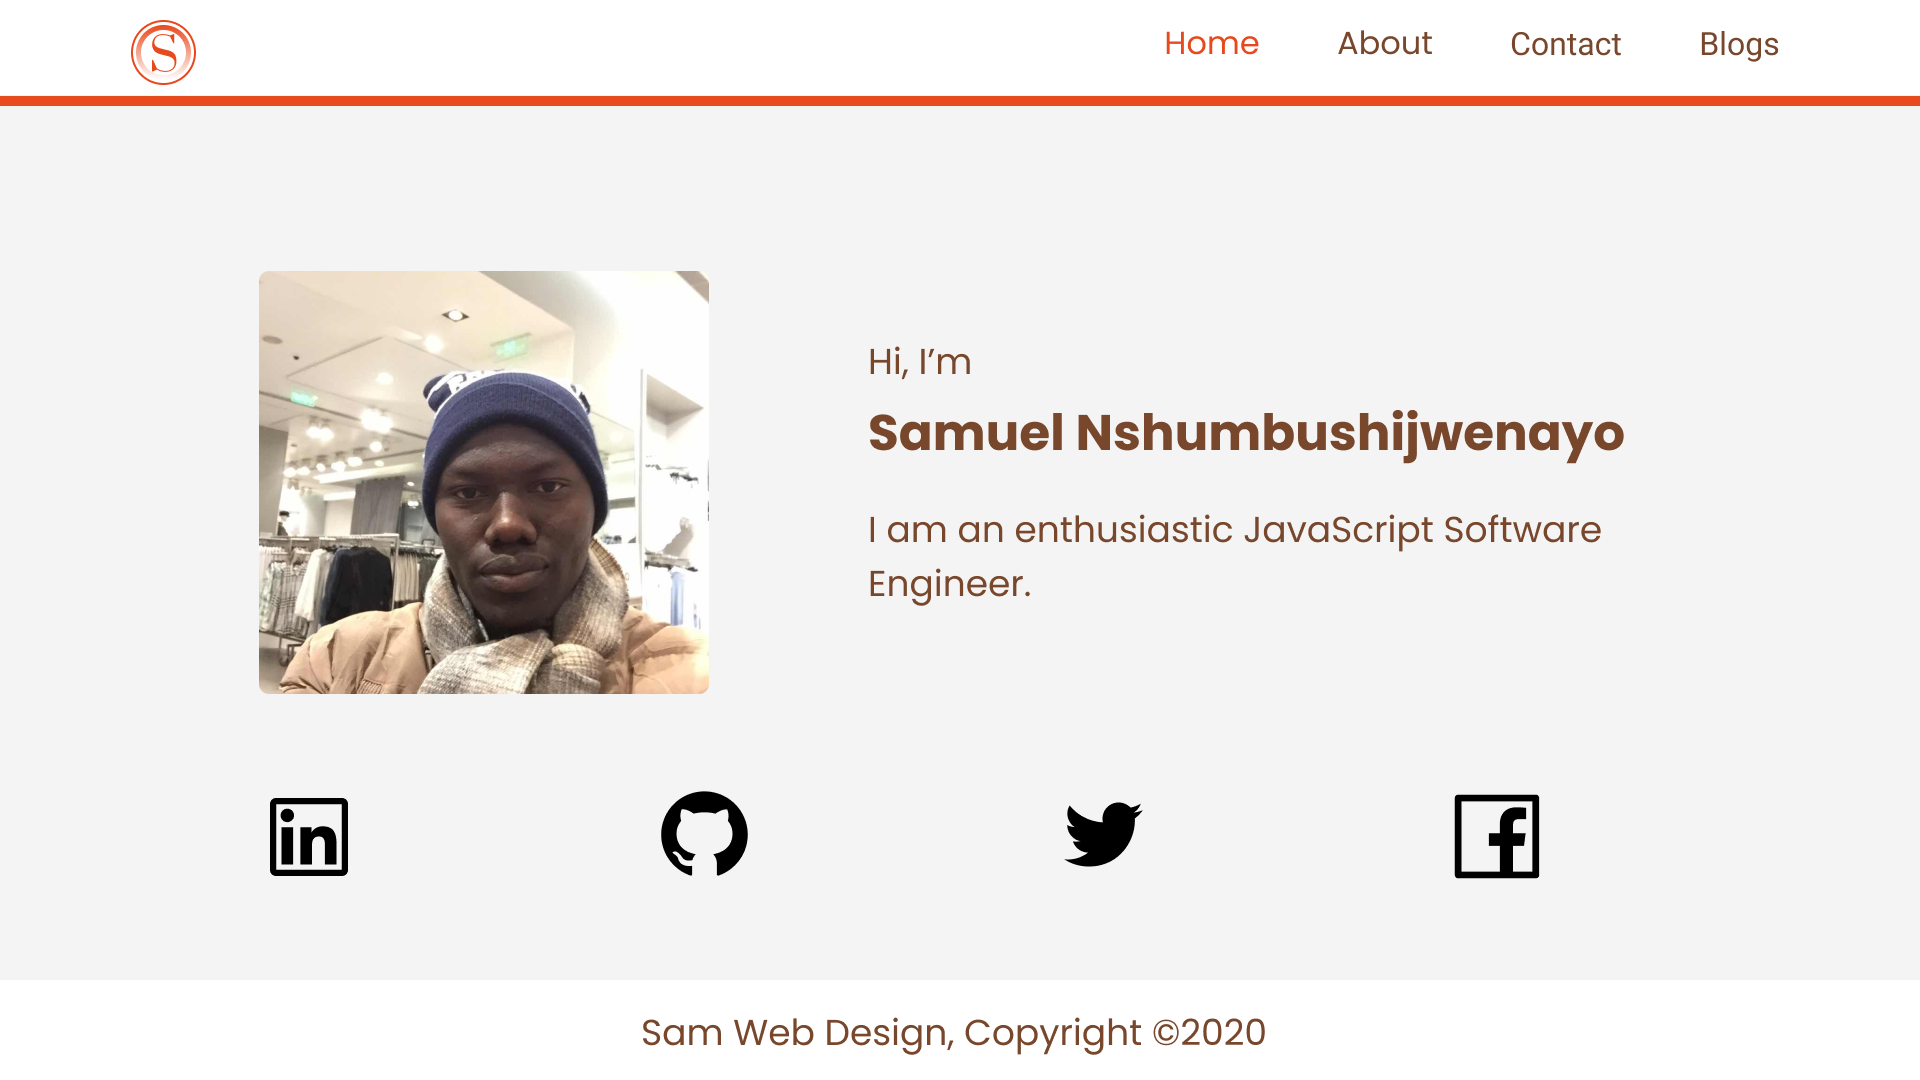 S
Home About Contact Blogs
Hi, I’m
Samuel Nshumbushijwenayo
I am an enthusiastic JavaScript Software
Engineer.
in
f
Sam Web Design, Copyright ©2020